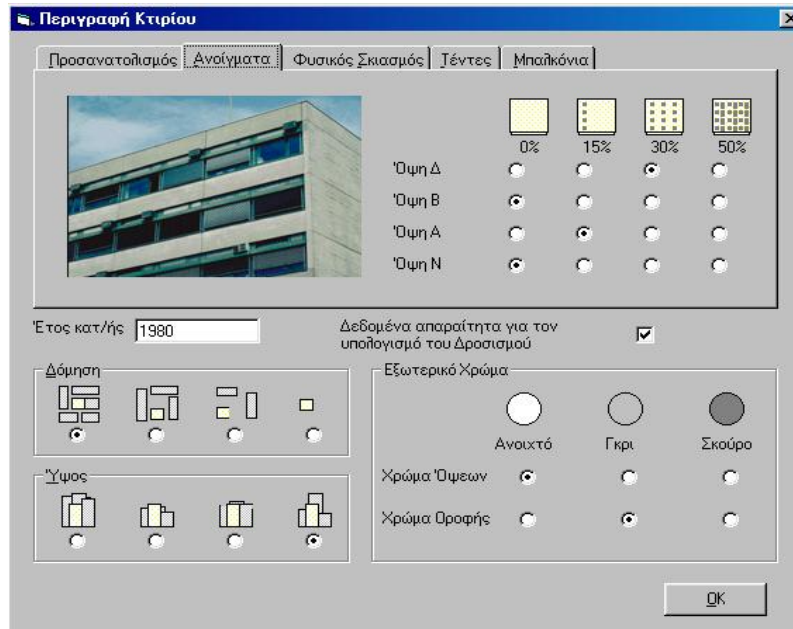 Περιγραφή Κτιρίου
Προσανατολισμός Ανοίγματα Φυσικός Σκιασμός Τέντες Μπαλκόνια
0% 15% 30% 50%
Όψη Δ
Όψη Β
Όψη Α
Όψη Ν
Έτος κατ/ής 1980
Δεδομένα απαραίτητα για τον
υπολογισμό του Δροσισμού
Δόμηση
Εξωτερικό Χρώμα
Ανοιχτό Γκρι Σκούρο
Ύψος
Χρώμα Όψεων
Χρώμα Οροφής
OK